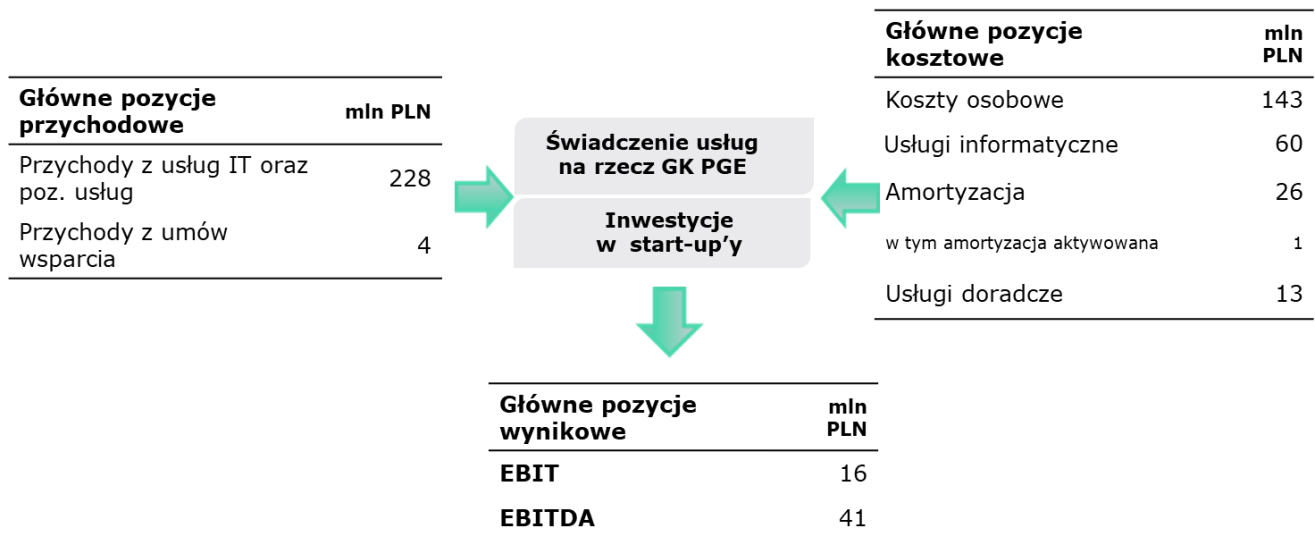 Główne pozycje
przychodowe
mln PLN
Przychody z usług IT oraz
poz. usług
228
Przychody z umów
wsparcia
4
Świadczenie usług
na rzecz GK PGE
Inwestycje
w start-up’y
Główne pozycje
kosztowe
mln
PLN
Koszty osobowe 143
Usługi informatyczne 60
Amortyzacja 26
w tym amortyzacja aktywowana 1
Usługi doradcze 13
Główne pozycje
wynikowe
mln
PLN
EBIT 16
EBITDA 41